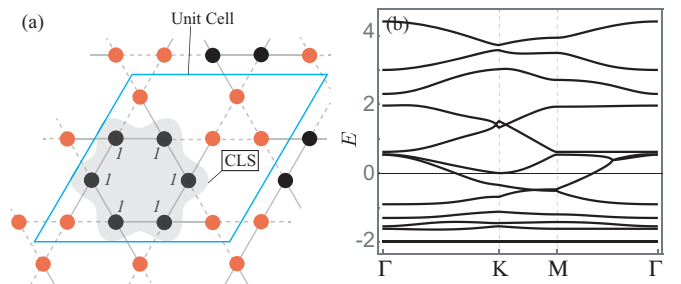 (a)
Unit Cell
1 1
1 1
1 1
CLS
(b)
E
4
2
0
-2
Γ K M Γ